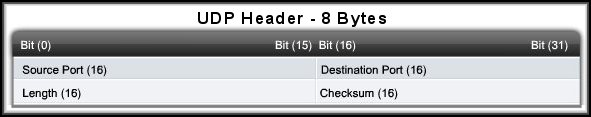 UDP Header - 8 Bytes
Bit (0) Bit (15) Bit (16) Bit (31)
Source Port (16) Destination Port (16)
Length (16) Checksum (16)